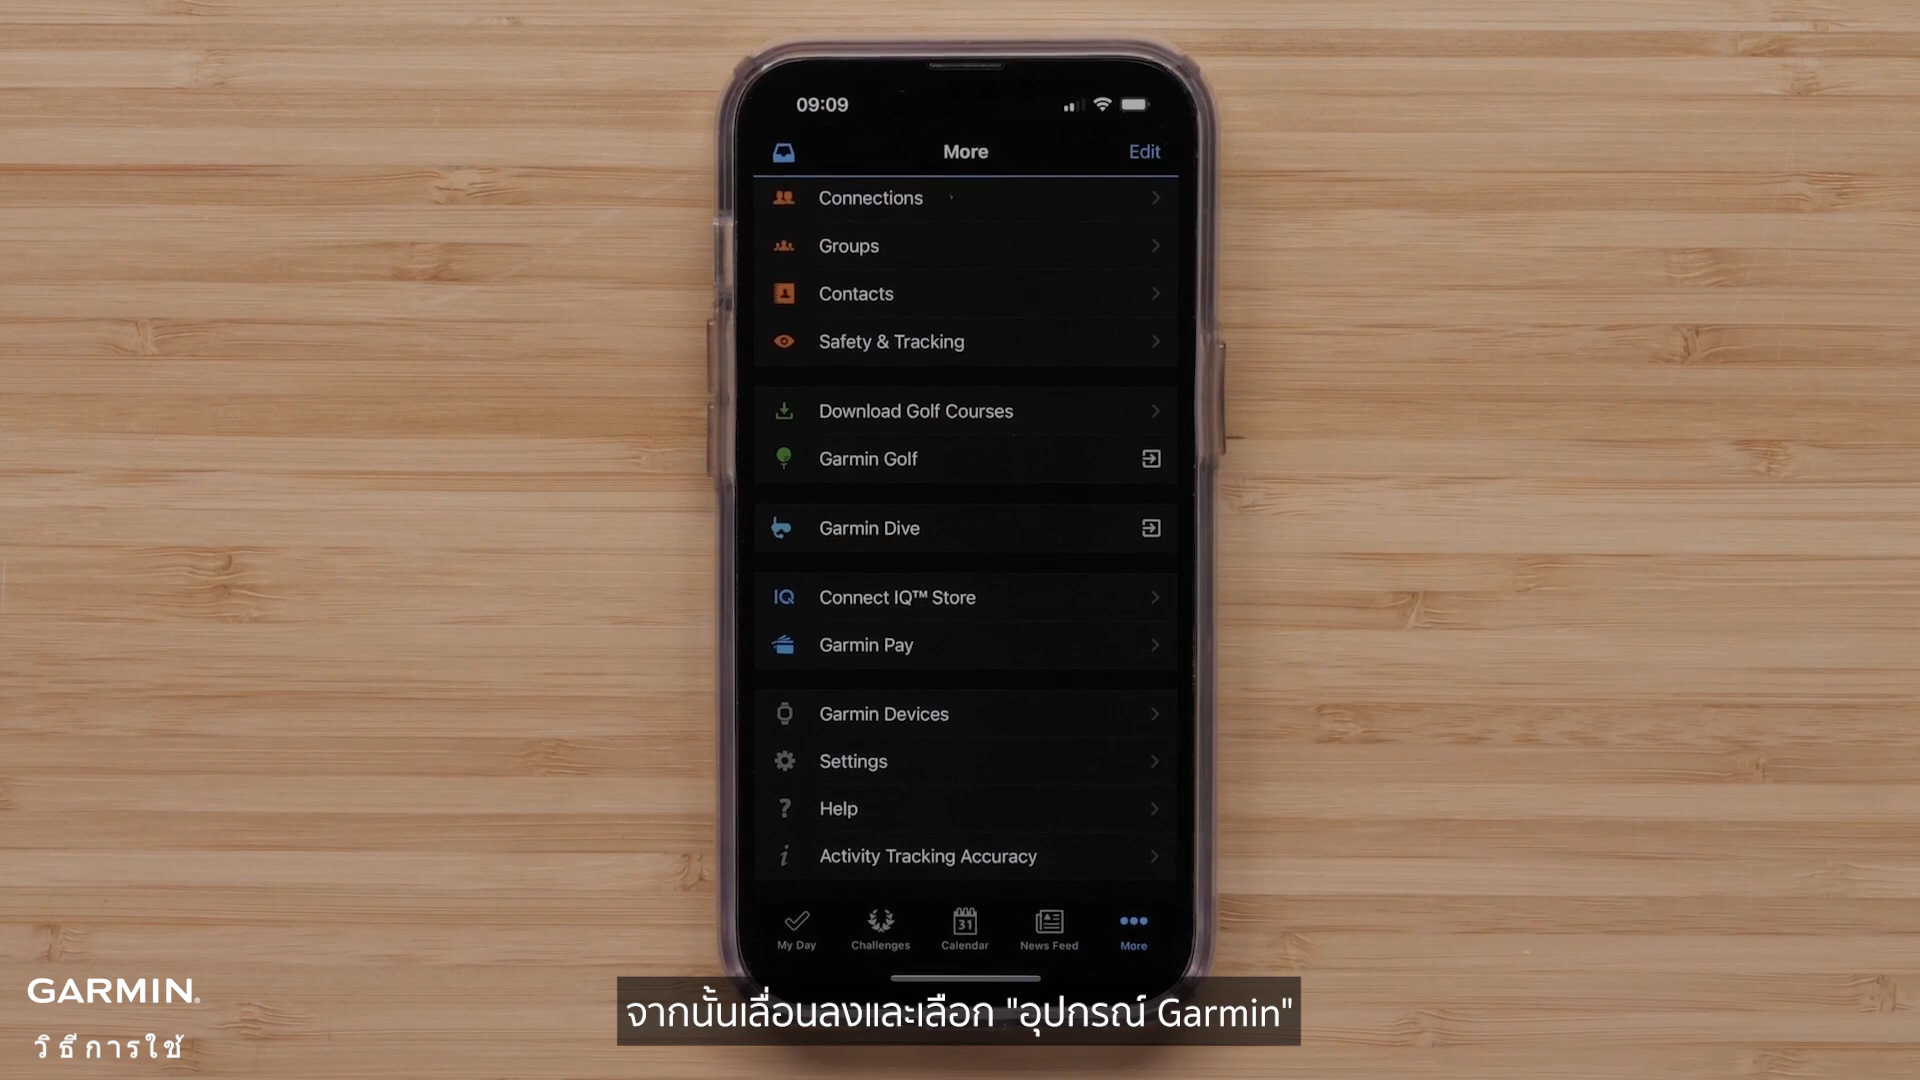 09:09
More
Edit
Connections
Groups
Contacts
Safety & Tracking
Download Golf Courses
Garmin Golf
Garmin Dive
IQ
Connect IQ™ Store
Garmin Pay
Garmin Devices
Settings
? Help
i Activity Tracking Accuracy
31
My Day
Challenges
Calendar
News Feed
More
GARMIN®
วิธีการใช้
จากนั้นเลื่อนลงและเลือก "อุปกรณ์ Garmin"